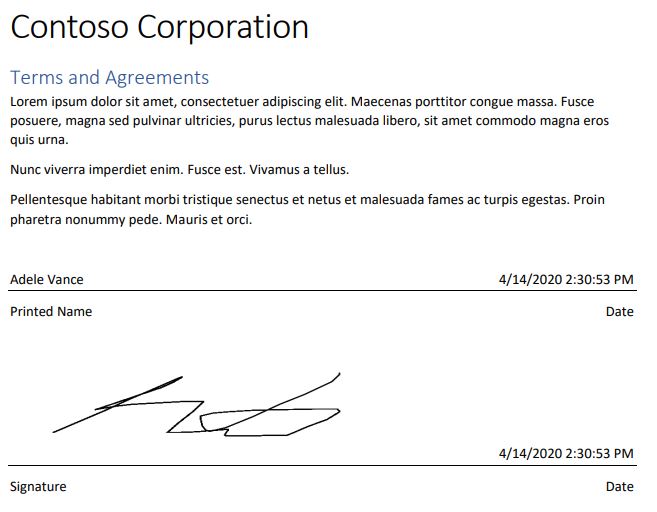 Contoso Corporation
Terms and Agreements
Lorem ipsum dolor sit amet, consectetuer adipiscing elit. Maecenas porttitor congue massa. Fusce
posuere, magna sed pulvinar ultricies, purus lectus malesuada libero, sit amet commodo magna eros
quis urna.
Nunc viverra imperdiet enim. Fusce est. Vivamus a tellus.
Pellentesque habitant morbi tristique senectus et netus et malesuada fames ac turpis egestas. Proin
pharetra nonummy pede. Mauris et orci.
Adele Vance 4/14/2020 2:30:53 PM
Printed Name Date
4/14/2020 2:30:53 PM
Signature Date